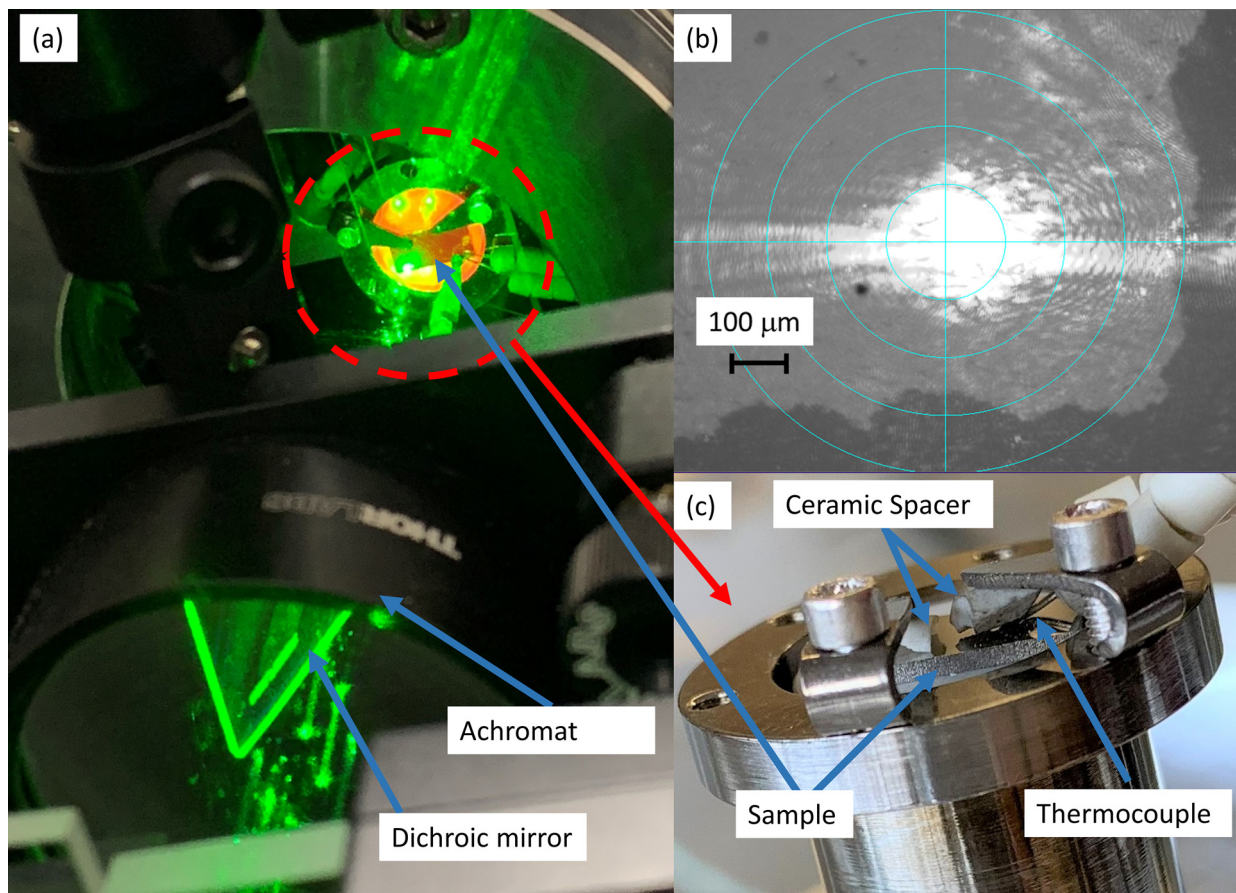 (a)
THORLABS
Achromat
Dichroic mirror
(b)
100 μm
(c)
Ceramic Spacer
Sample
Thermocouple